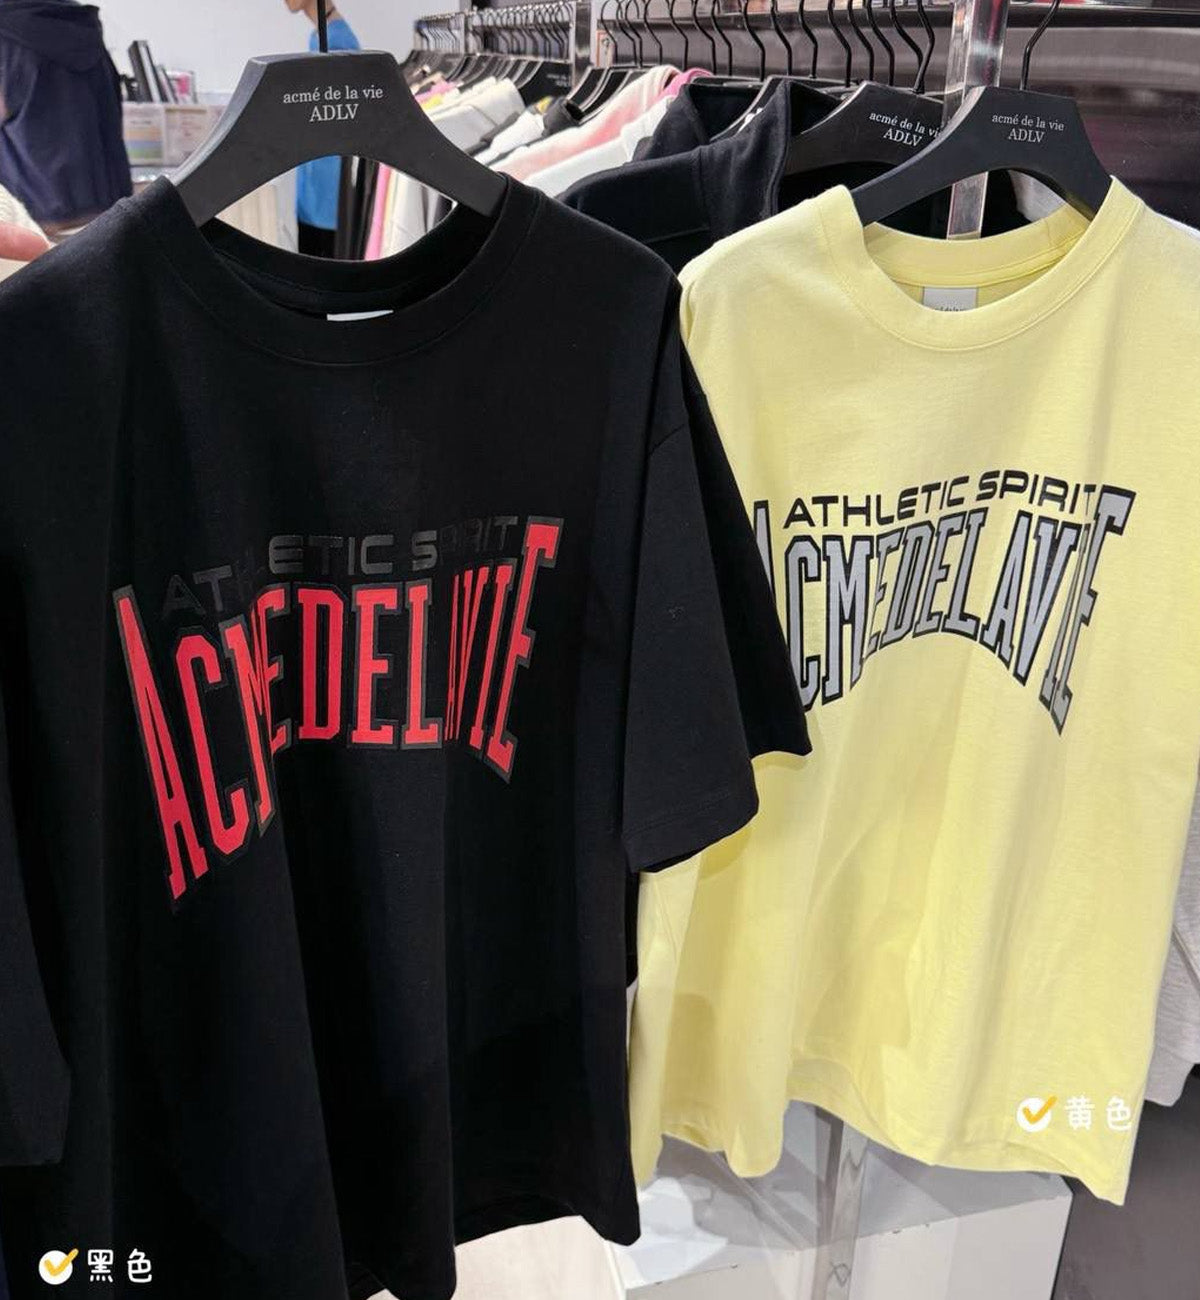 acmé de la vie
ADLV
acmé de la vie
ADLV
acmé de la vie
ADLV
ATHLETIC SPIRIT
ACMEDELAVIE
ATHLETIC SPIRIT
ACMEDELAVIE
黄色
黑色